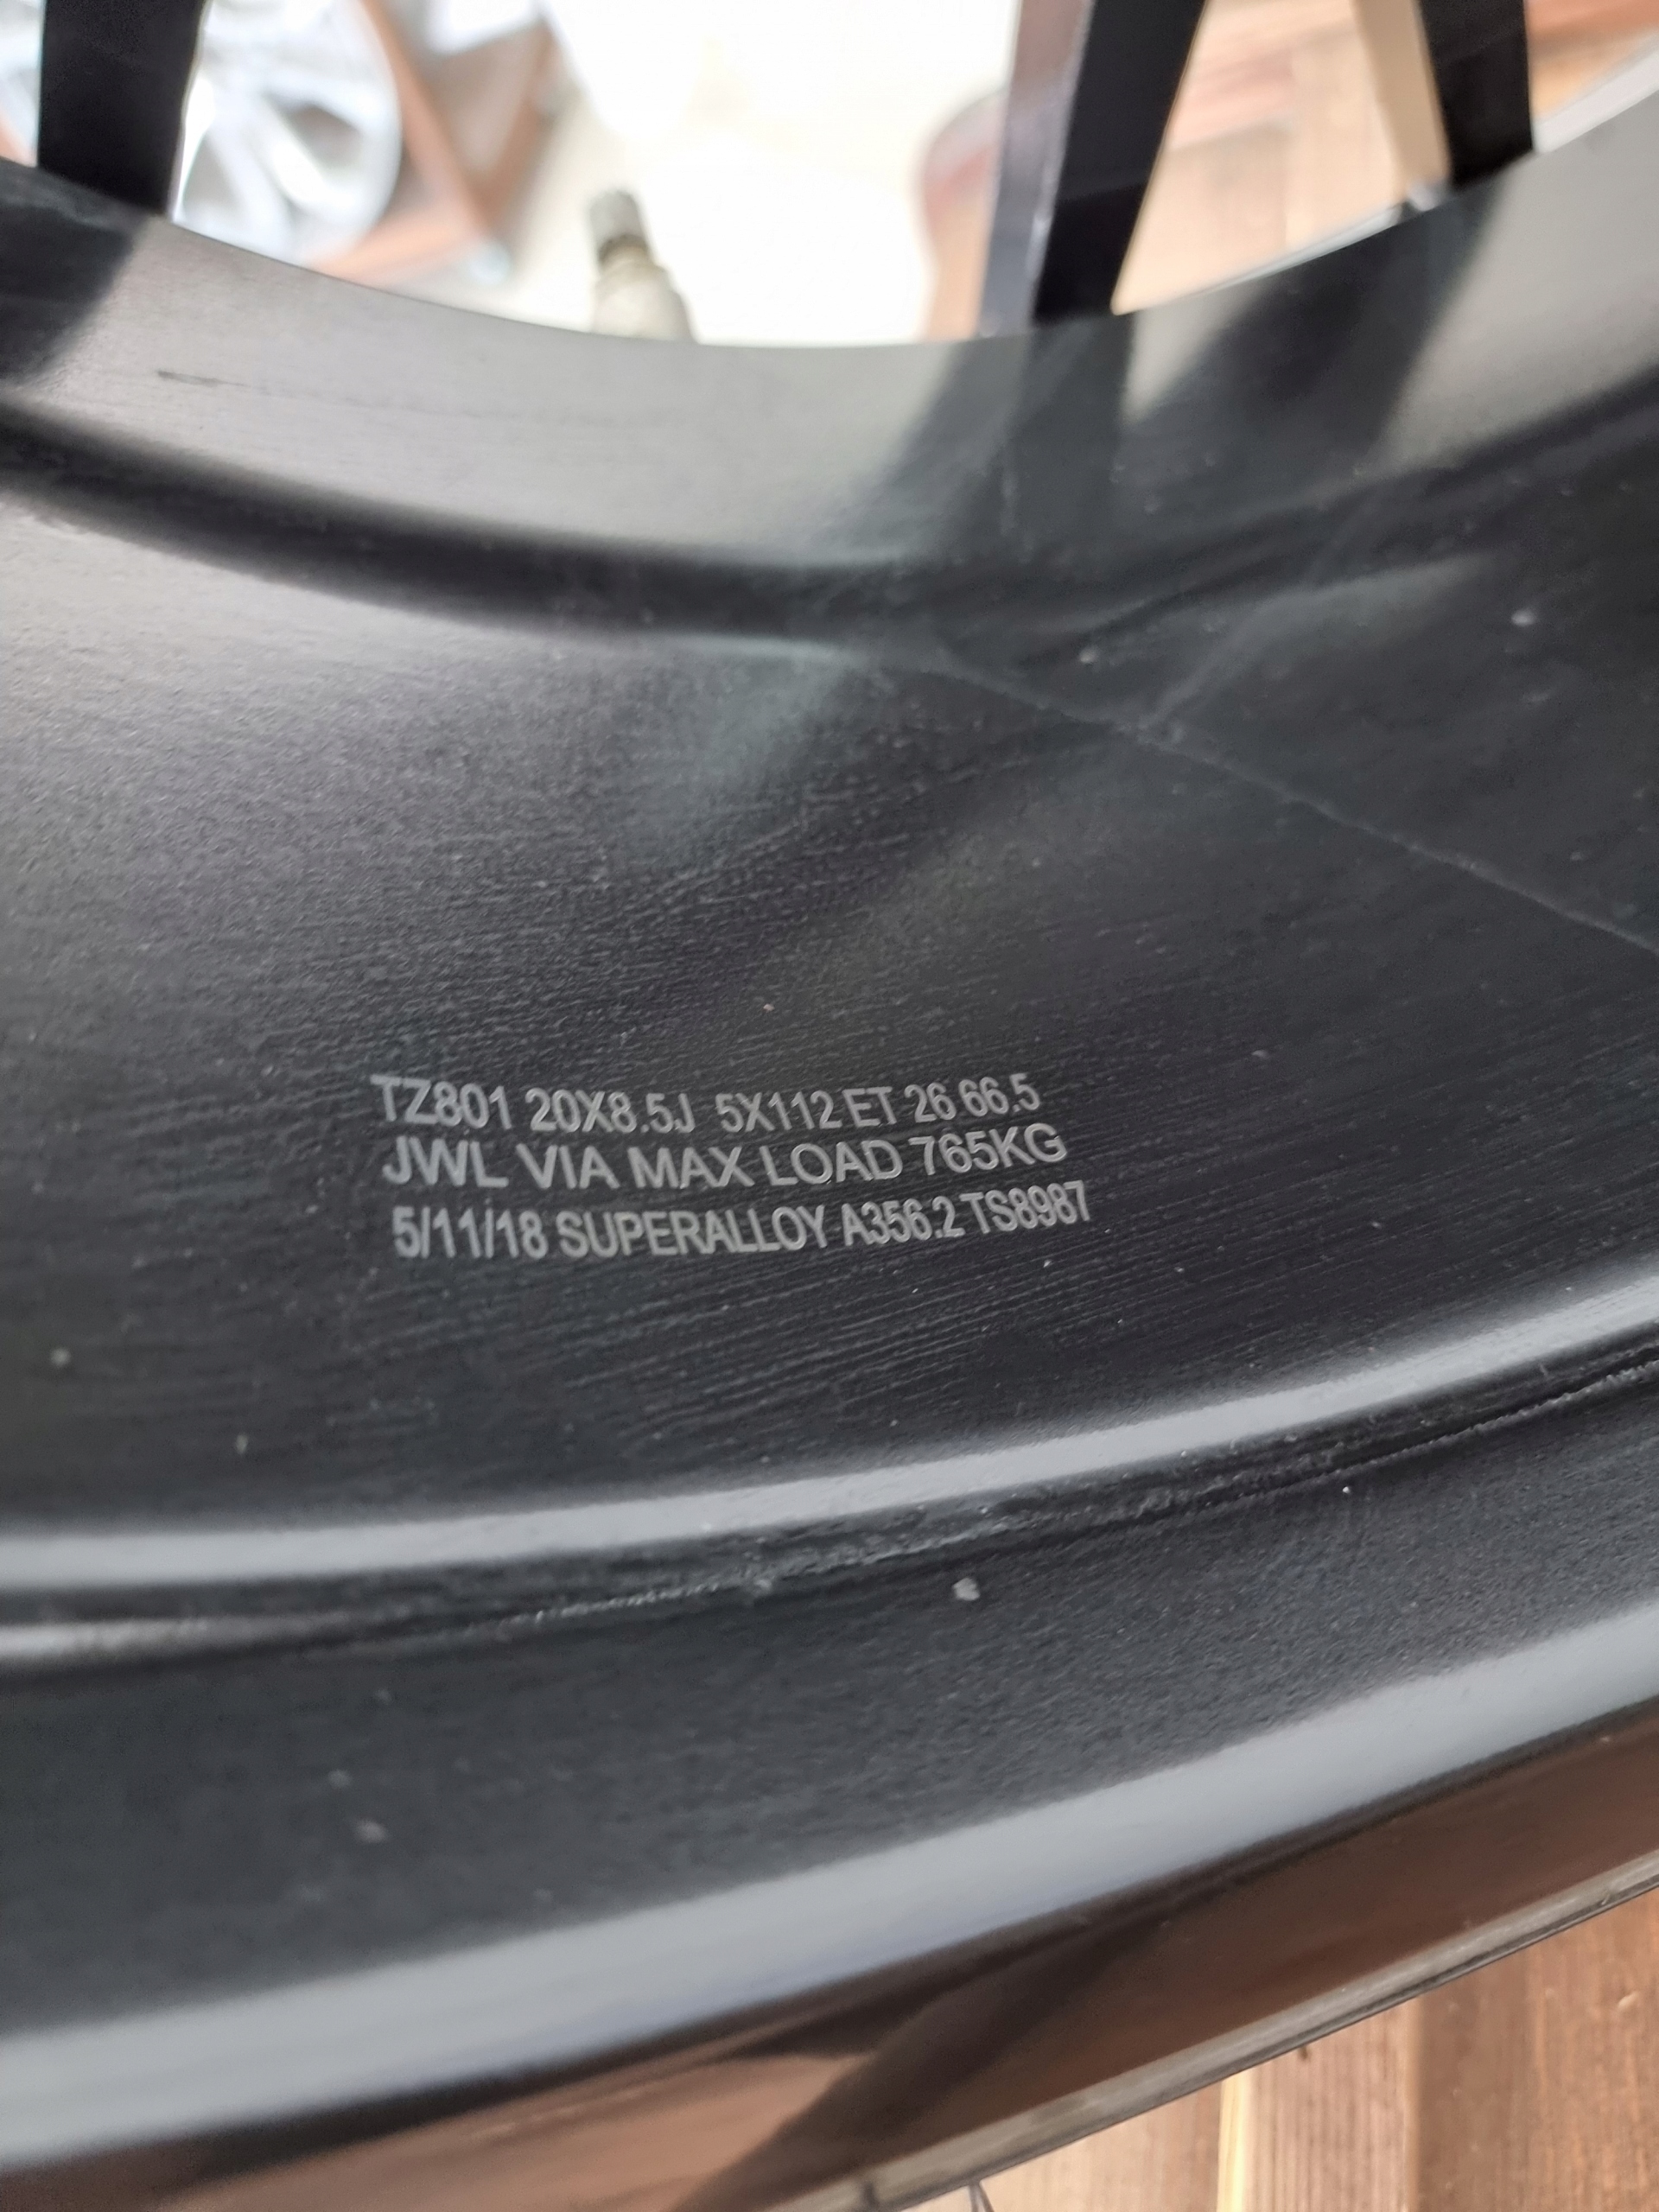 TZ801 20X8.5J 5X112 ET 26 66.5
JWL VIA MAX LOAD 765KG
5/11/18 SUPERALLOY A356.2 TS8987